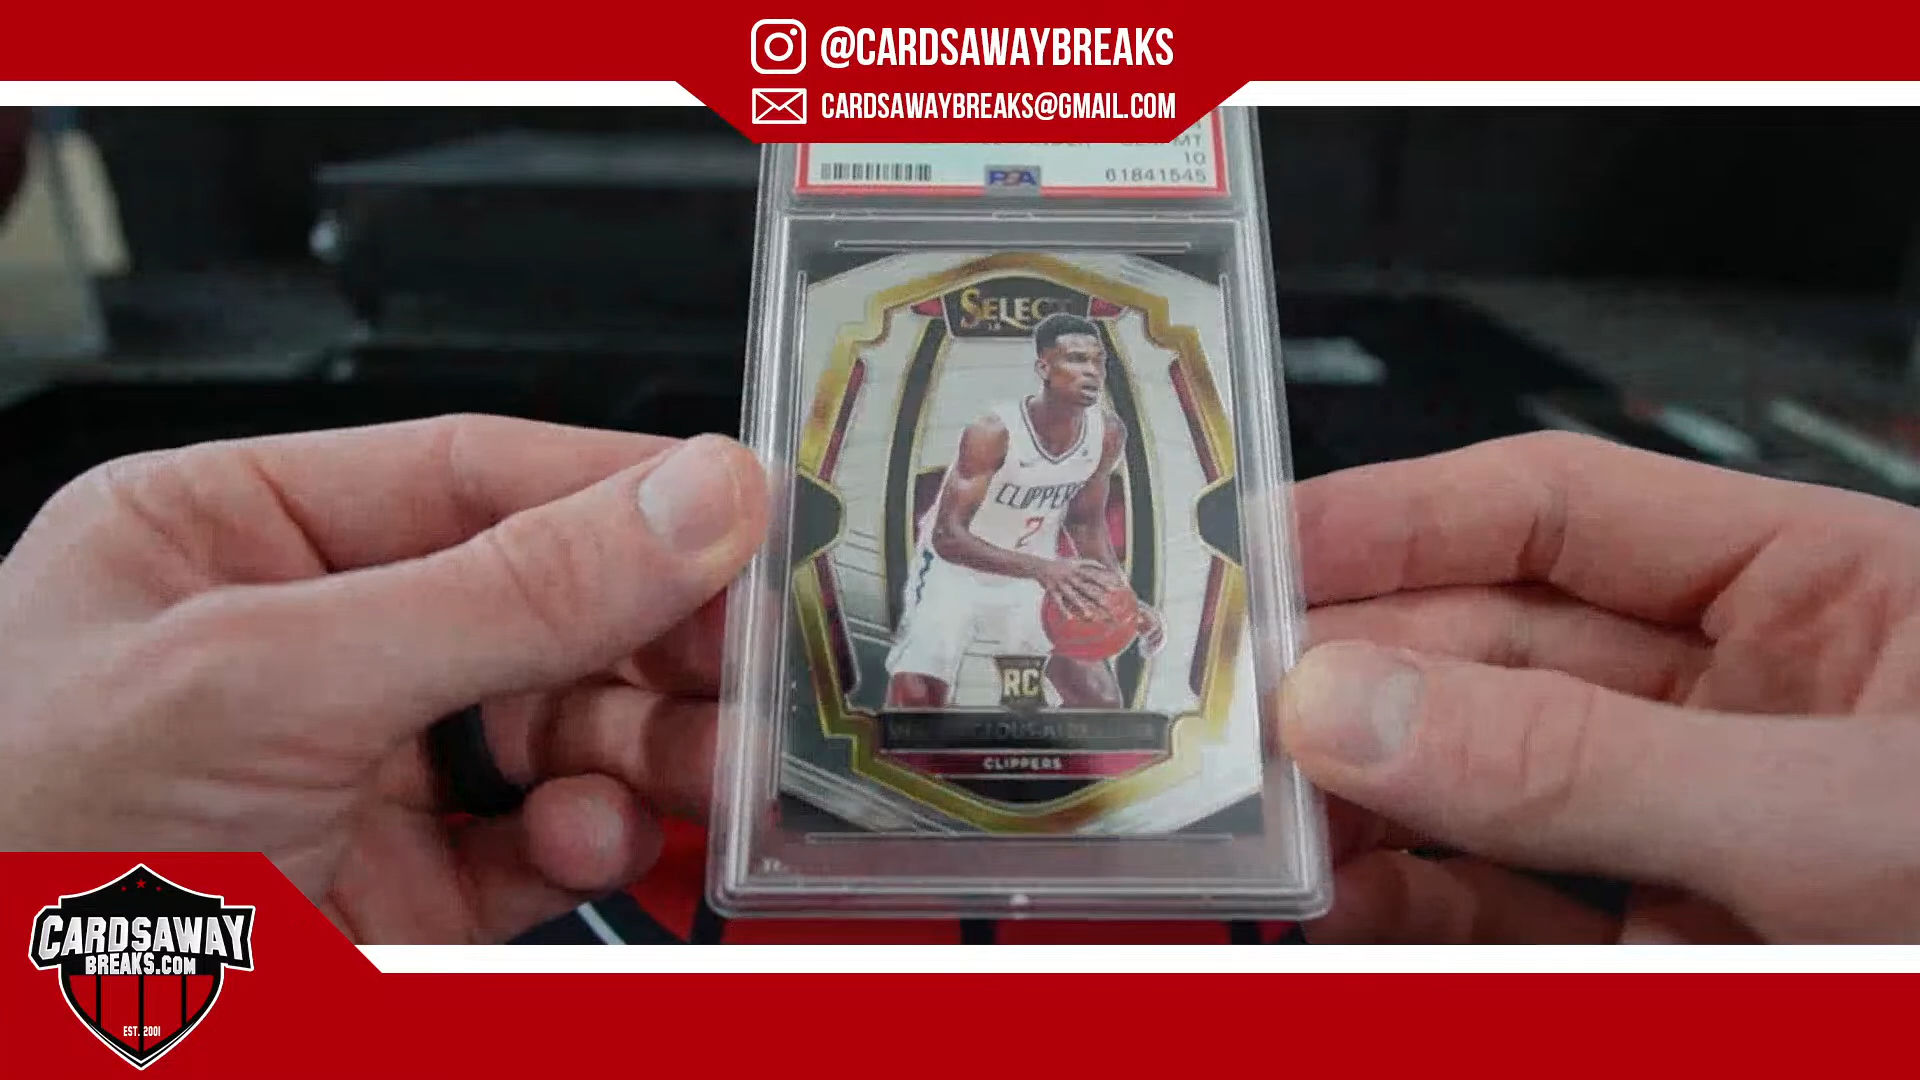 @CARDSAWAYBREAKS
CARDSAWAYBREAKS@GMAIL.COM
10
PSA
61841545
SELECT
CLIPPERS
2
RC
CLIPPERS
CARDSAWAY
BREAKS.COM
EST. 2001